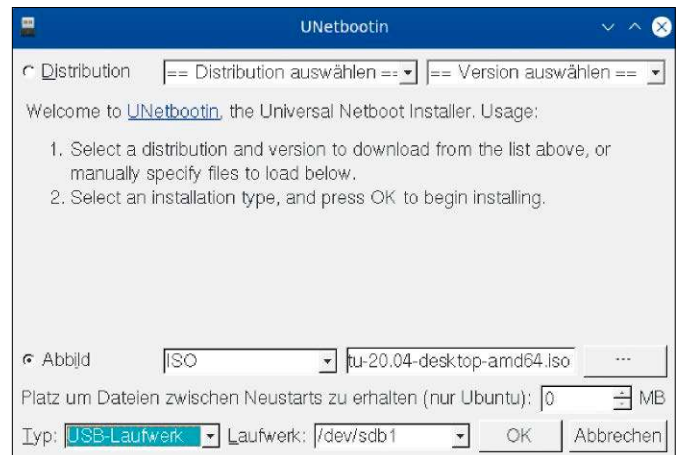 UNetbootin
Distribution == Distribution auswählen == == Version auswählen ==
Welcome to UNetbootin, the Universal Netboot Installer. Usage:
1. Select a distribution and version to download from the list above, or
manually specify files to load below.
2. Select an installation type, and press OK to begin installing.
Abbild ISO tu-20.04-desktop-amd64.iso ...
Platz um Dateien zwischen Neustarts zu erhalten (nur Ubuntu): 0 MB
Typ: USB-Laufwerk Laufwerk: /dev/sdb1 OK Abbrechen